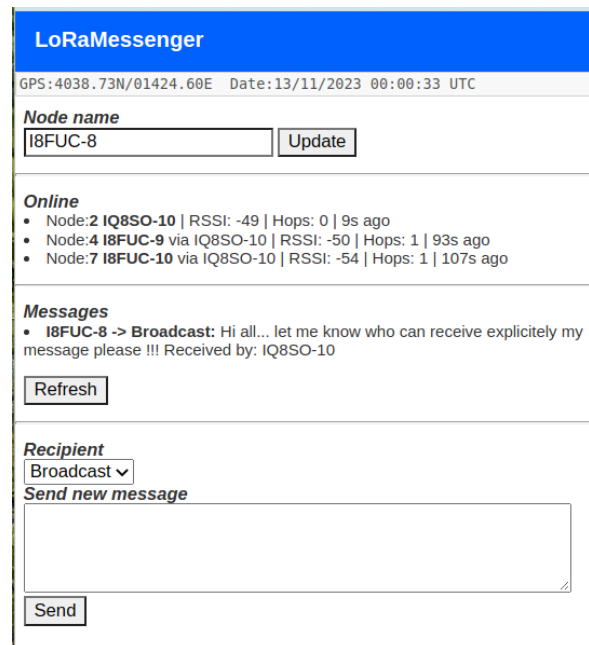 LoRaMessenger
GPS:4038.73N/01424.60E  Date:13/11/2023 00:00:33 UTC
Node name
I8FUC-8 Update
Online
• Node:2 IQ8SO-10 | RSSI: -49 | Hops: 0 | 9s ago
• Node:4 I8FUC-9 via IQ8SO-10 | RSSI: -50 | Hops: 1 | 93s ago
• Node:7 I8FUC-10 via IQ8SO-10 | RSSI: -54 | Hops: 1 | 107s ago
Messages
• I8FUC-8 -> Broadcast: Hi all... let me know who can receive explicitely my
message please !!! Received by: IQ8SO-10
Refresh
Recipient
Broadcast
Send new message
Send